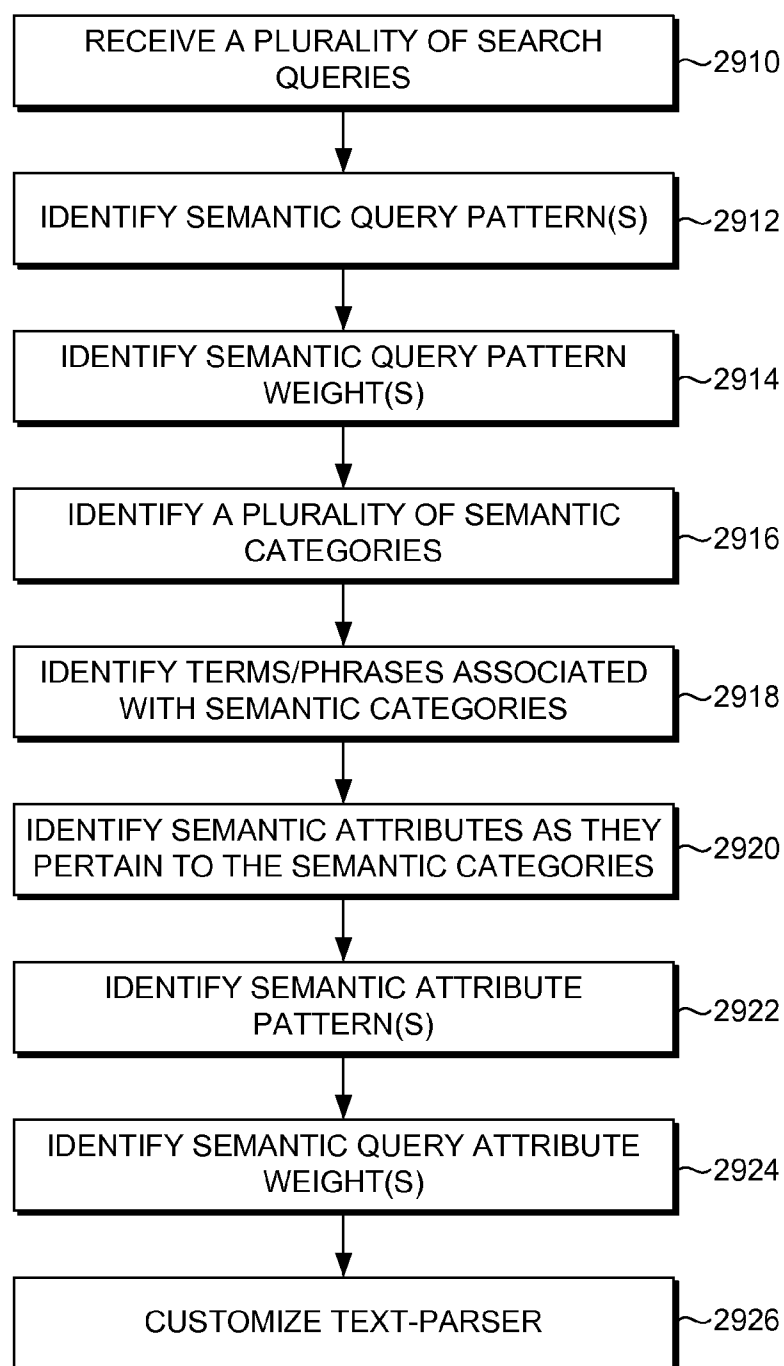 RECEIVE A PLURALITY OF SEARCH
QUERIES
2910
IDENTIFY SEMANTIC QUERY PATTERN(S)
2912
IDENTIFY SEMANTIC QUERY PATTERN
WEIGHT(S)
2914
IDENTIFY A PLURALITY OF SEMANTIC
CATEGORIES
2916
IDENTIFY TERMS/PHRASES ASSOCIATED
WITH SEMANTIC CATEGORIES
2918
IDENTIFY SEMANTIC ATTRIBUTES AS THEY
PERTAIN TO THE SEMANTIC CATEGORIES
2920
IDENTIFY SEMANTIC ATTRIBUTE
PATTERN(S)
2922
IDENTIFY SEMANTIC QUERY ATTRIBUTE
WEIGHT(S)
2924
CUSTOMIZE TEXT-PARSER
2926